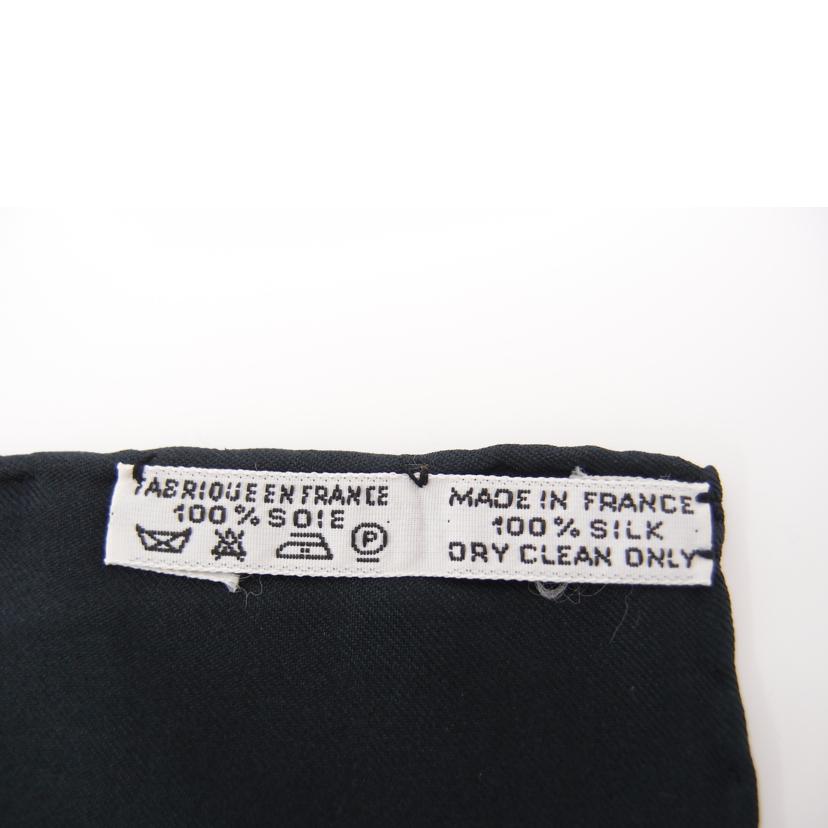 FABRIQUE EN FRANCE
100% SOIE
P
MADE IN FRANCE
100% SILK
DRY CLEAN ONLY